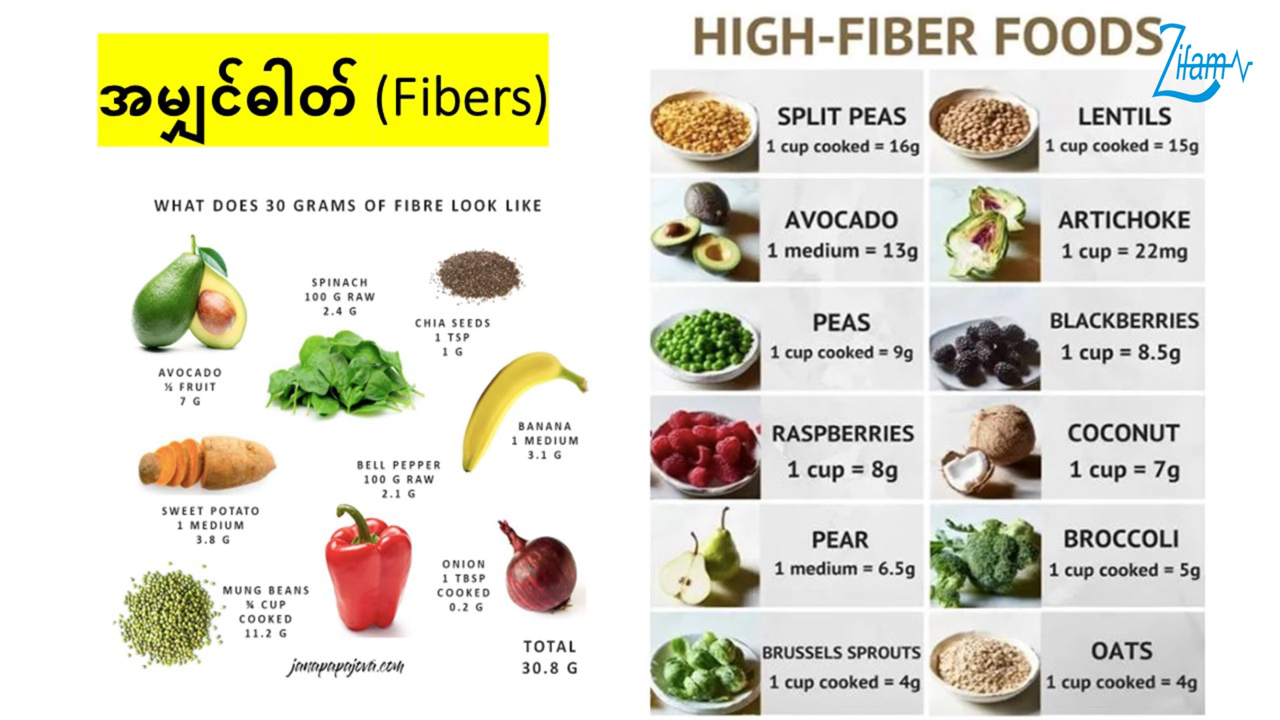 အမျှင်ဓါတ် (Fibers)
WHAT DOES 30 GRAMS OF FIBRE LOOK LIKE
AVOCADO
½ FRUIT
7 G
SPINACH
100 G RAW
2.4 G
CHIA SEEDS
1 TSP
1 G
BANANA
1 MEDIUM
3.1 G
SWEET POTATO
1 MEDIUM
3.8 G
BELL PEPPER
100 G RAW
2.1 G
ONION
1 TBSP
COOKED
0.2 G
MUNG BEANS
¾ CUP
COOKED
11.2 G
TOTAL
30.8 G
janapapajova.com
HIGH-FIBER FOODS
Zifam
SPLIT PEAS
1 cup cooked = 16g
LENTILS
1 cup cooked = 15g
AVOCADO
1 medium = 13g
ARTICHOKE
1 cup = 22mg
PEAS
1 cup cooked = 9g
BLACKBERRIES
1 cup = 8.5g
RASPBERRIES
1 cup = 8g
COCONUT
1 cup = 7g
PEAR
1 medium = 6.5g
BROCCOLI
1 cup cooked = 5g
BRUSSELS SPROUTS
1 cup cooked = 4g
OATS
1 cup cooked = 4g